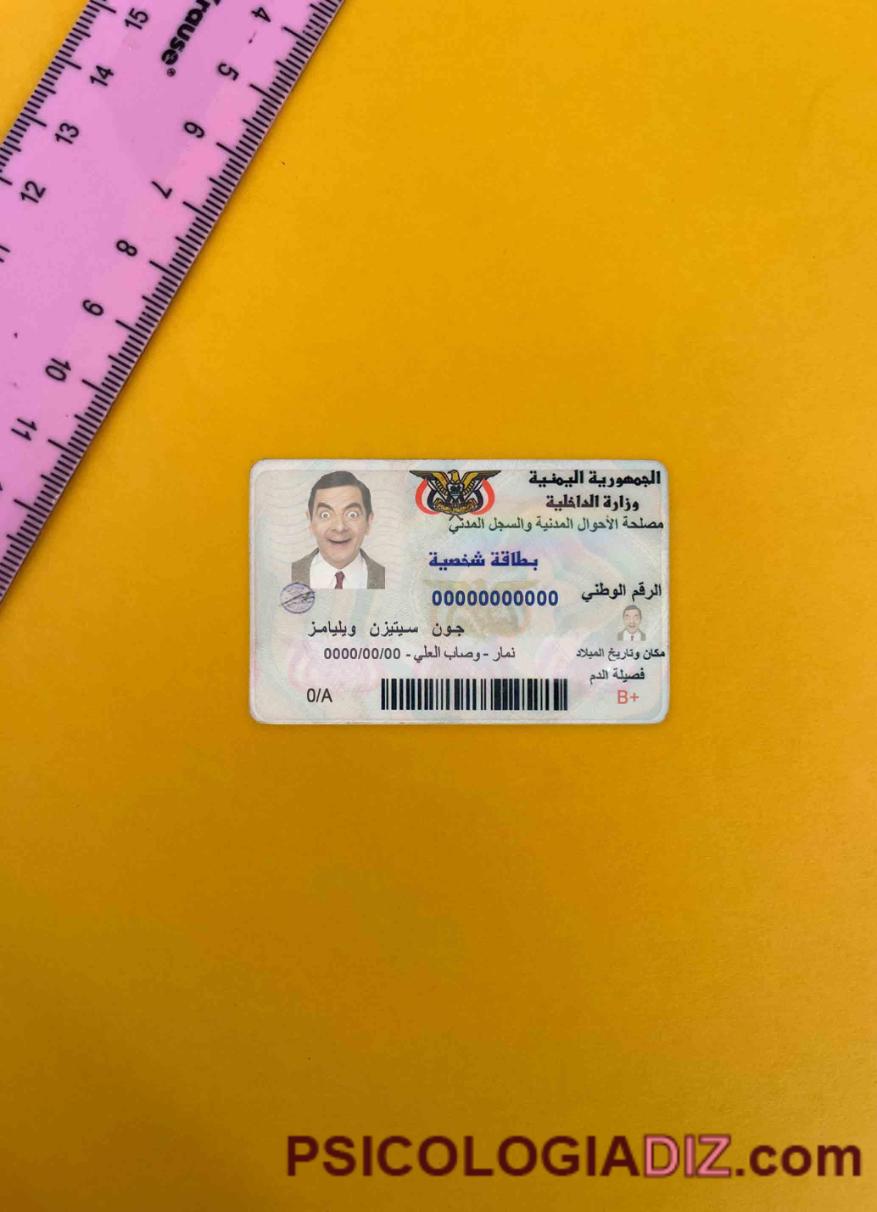 15 14 13 12 11
4 5 6 7 8 9 10 11
Krause®
الجمهورية اليمنية
وزارة الداخلية
مصلحة الأحوال المدنية والسجل المدني
بطاقة شخصية
الرقم الوطني 00000000000
جون سيتيزن ويليامز
مكان وتاريخ الميلاد نمار - وصاب العلي - 0000/00/00
فصيلة الدم
B+
0/A
PSICOLOGIADIZ.com